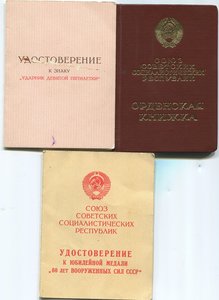 УДОСТОВЕРЕНИЕ
К ЗНАКУ
"УДАРНИК ДЕВЯТОЙ ПЯТИЛЕТКИ"
СОЮЗ
СОВЕТСКИХ
СОЦИАЛИСТИЧЕСКИХ
РЕСПУБЛИК
ОРДЕНСКАЯ
КНИЖКА
СОЮЗ
СОВЕТСКИХ
СОЦИАЛИСТИЧЕСКИХ
РЕСПУБЛИК
УДОСТОВЕРЕНИЕ
К ЮБИЛЕЙНОЙ МЕДАЛИ
"60 ЛЕТ ВООРУЖЕННЫХ СИЛ СССР"